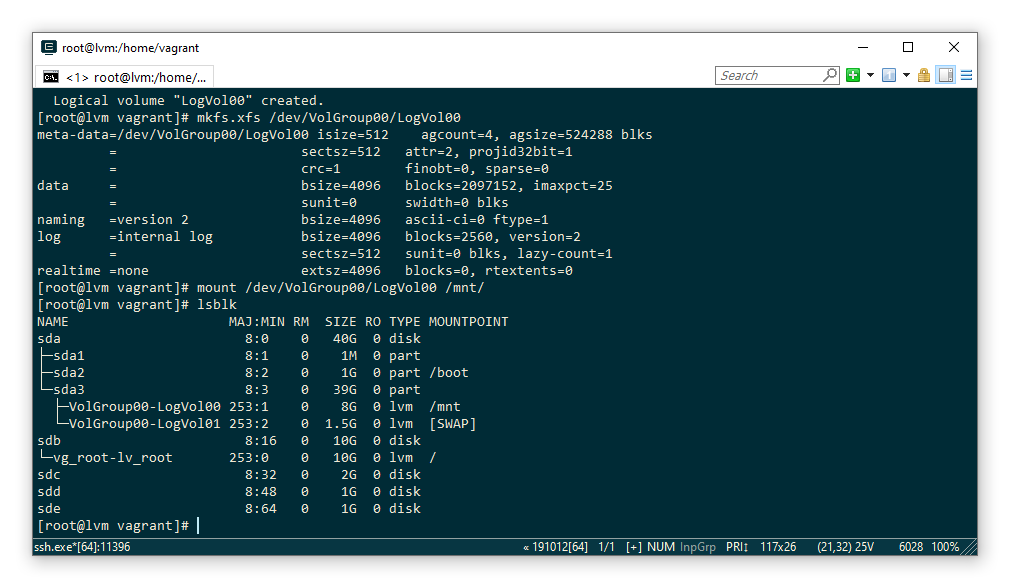 root@lvm:/home/vagrant
<1> root@lvm:/home/...
Search
  Logical volume "LogVol00" created.
[root@lvm vagrant]# mkfs.xfs /dev/VolGroup00/LogVol00
meta-data=/dev/VolGroup00/LogVol00 isize=512    agcount=4, agsize=524288 blks
         =                       sectsz=512   attr=2, projid32bit=1
         =                       crc=1        finobt=0, sparse=0
data     =                       bsize=4096   blocks=2097152, imaxpct=25
         =                       sunit=0      swidth=0 blks
naming   =version 2              bsize=4096   ascii-ci=0 ftype=1
log      =internal log           bsize=4096   blocks=2560, version=2
         =                       sectsz=512   sunit=0 blks, lazy-count=1
realtime =none                   extsz=4096   blocks=0, rtextents=0
[root@lvm vagrant]# mount /dev/VolGroup00/LogVol00 /mnt/
[root@lvm vagrant]# lsblk
NAME                    MAJ:MIN RM  SIZE RO TYPE MOUNTPOINT
sda                       8:0    0   40G  0 disk
├─sda1                    8:1    0    1M  0 part
├─sda2                    8:2    0    1G  0 part /boot
└─sda3                    8:3    0   39G  0 part
  ├─VolGroup00-LogVol00 253:1    0    8G  0 lvm  /mnt
  └─VolGroup00-LogVol01 253:2    0  1.5G  0 lvm  [SWAP]
sdb                       8:16   0   10G  0 disk
└─vg_root-lv_root       253:0    0   10G  0 lvm  /
sdc                       8:32   0    2G  0 disk
sdd                       8:48   0    1G  0 disk
sde                       8:64   0    1G  0 disk
[root@lvm vagrant]#
ssh.exe*[64]:11396 « 191012[64] 1/1 [+] NUM InpGrp PRI↕ 117x26 (21,32) 25V 6028 100%